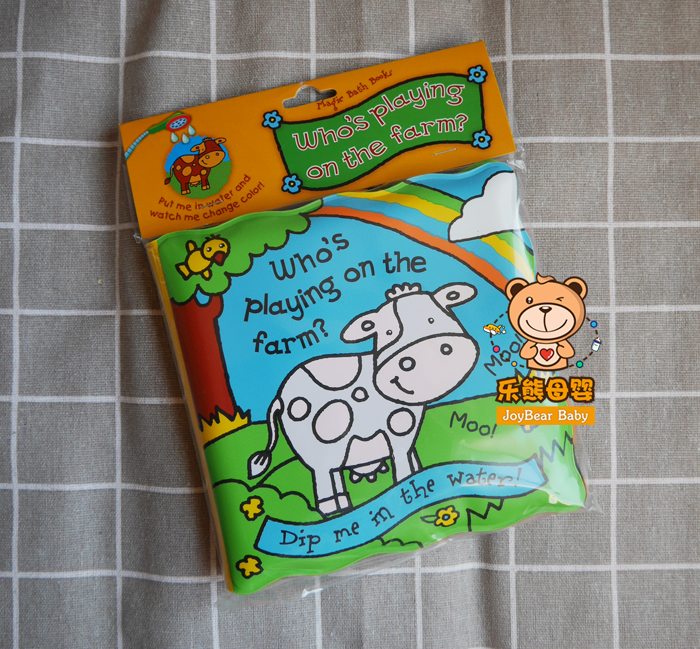 Magic Bath Books
Who's playing
on the farm?
Put me in water and
watch me change color!
Who's
playing on the
farm?
Moo!
乐熊母婴
JoyBear Baby
Moo!
Dip me in the water!